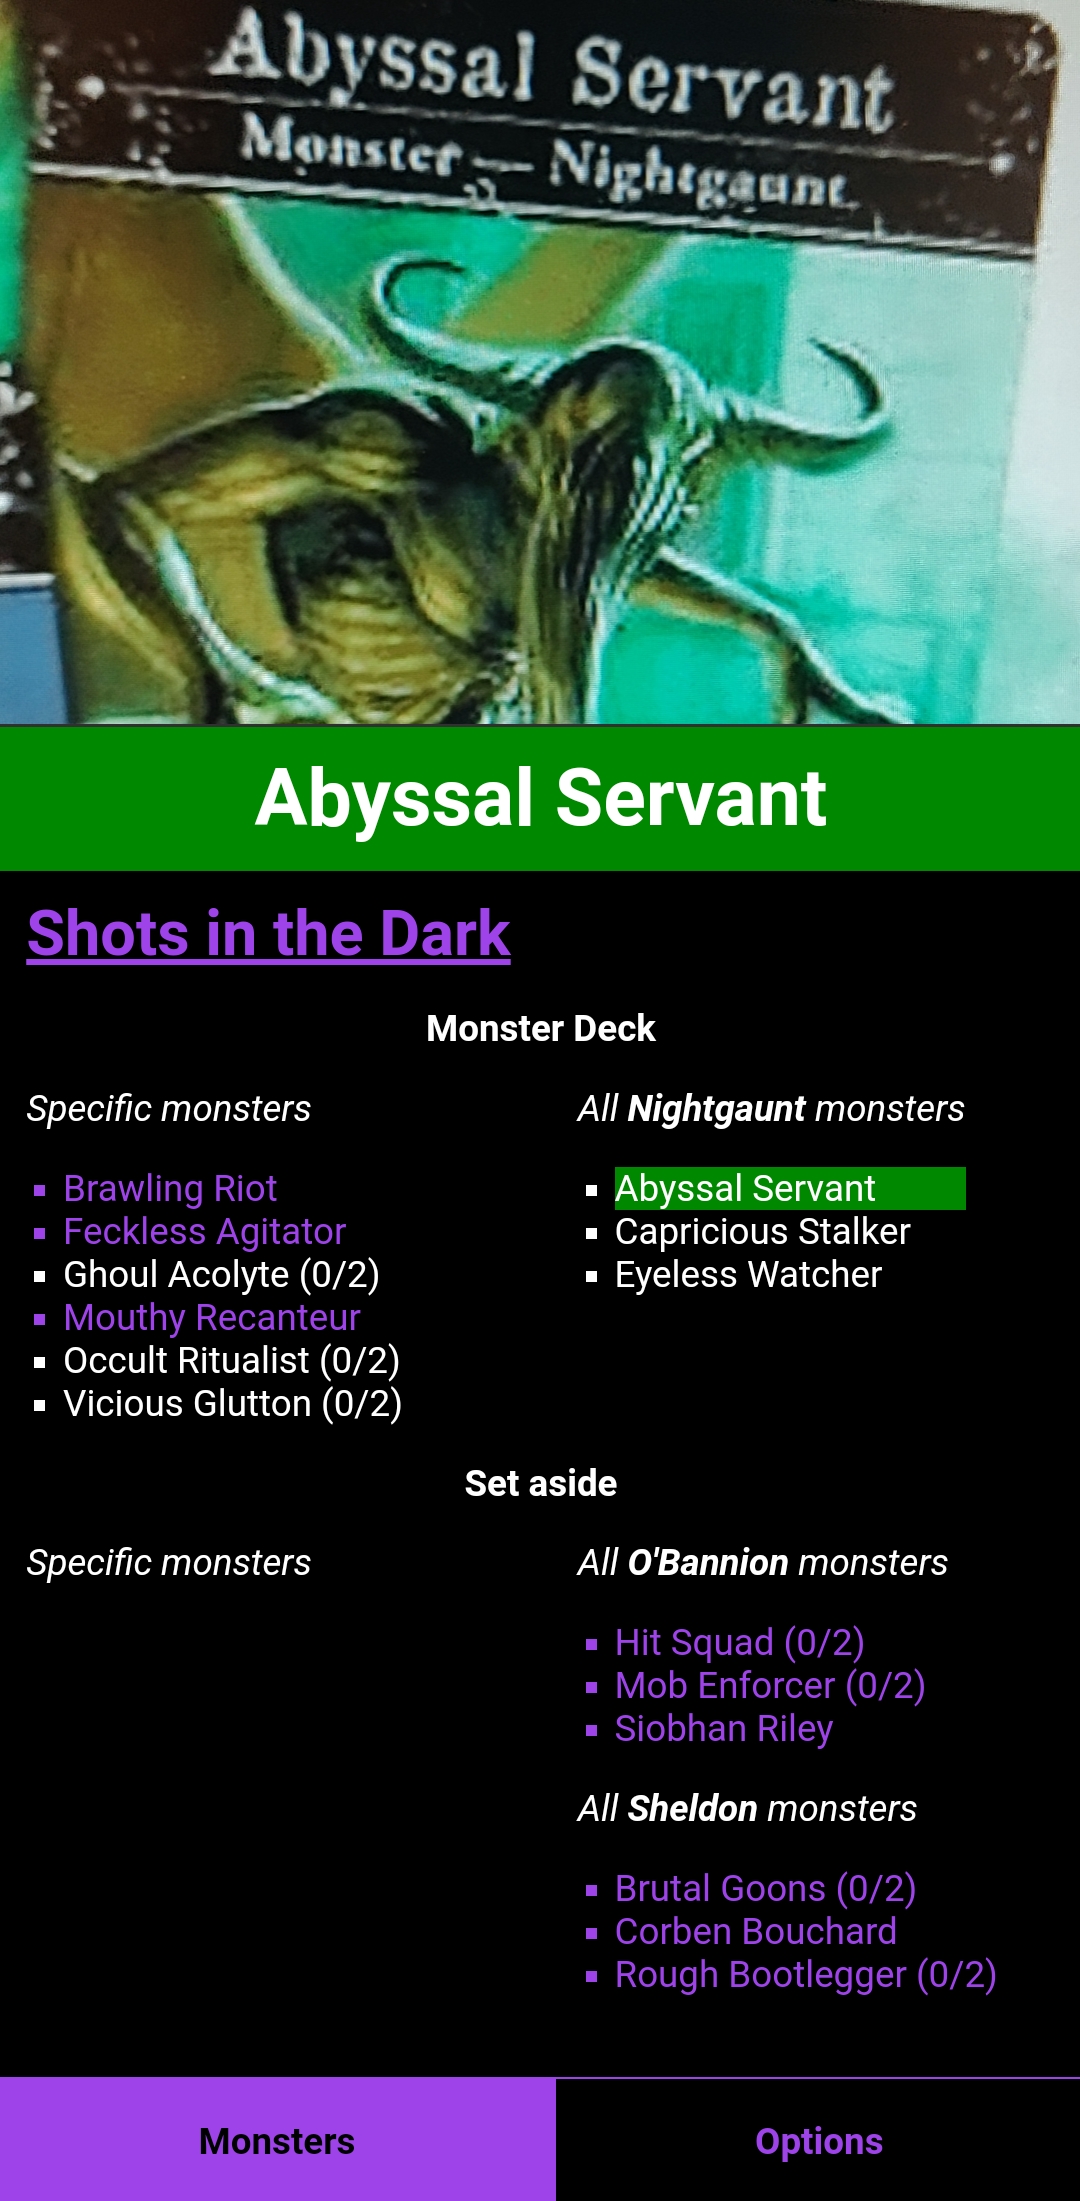 Abyssal Servant
Monster — Nightgaunt
Abyssal Servant
Shots in the Dark
Monster Deck
Specific monsters
Brawling Riot
Feckless Agitator
Ghoul Acolyte (0/2)
Mouthy Recanteur
Occult Ritualist (0/2)
Vicious Glutton (0/2)
All Nightgaunt monsters
Abyssal Servant
Capricious Stalker
Eyeless Watcher
Set aside
Specific monsters
All O'Bannion monsters
Hit Squad (0/2)
Mob Enforcer (0/2)
Siobhan Riley
All Sheldon monsters
Brutal Goons (0/2)
Corben Bouchard
Rough Bootlegger (0/2)
Monsters
Options